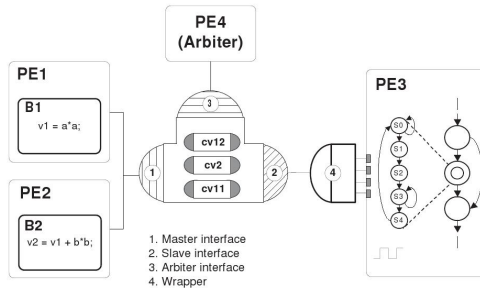 PE4
(Arbiter)
PE1
B1
v1 = a*a;
PE2
B2
v2 = v1 + b*b;
3
cv12
cv2
cv11
1
2
4
PE3
S0
S1
S2
S3
S4
1. Master interface
2. Slave interface
3. Arbiter interface
4. Wrapper